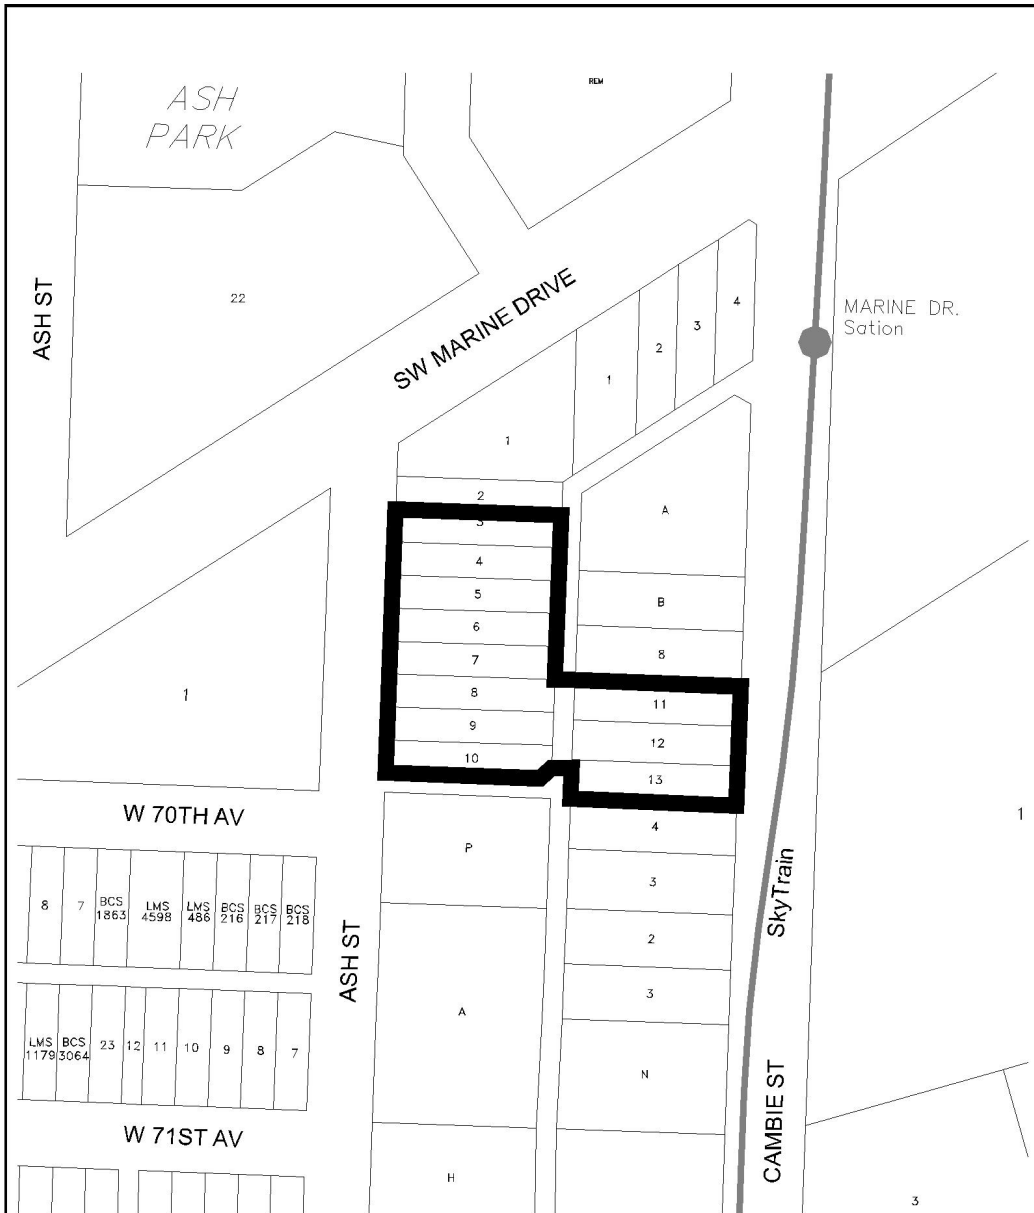 REM
ASH
PARK
22
ASH ST
SW MARINE DRIVE
MARINE DR.
Sation
4
3
2
1
1
2
A
3
4
5
6
7
8
9
10
B
8
11
12
13
1
W 70TH AV
4
P
3
2
3
A
N
H
1
SkyTrain
8
7
BCS
1863
LMS
4598
LMS
486
BCS
216
BCS
217
BCS
218
ASH ST
LMS
1179
BCS
3064
23
12
11
10
9
8
7
W 71ST AV
CAMBIE ST
3